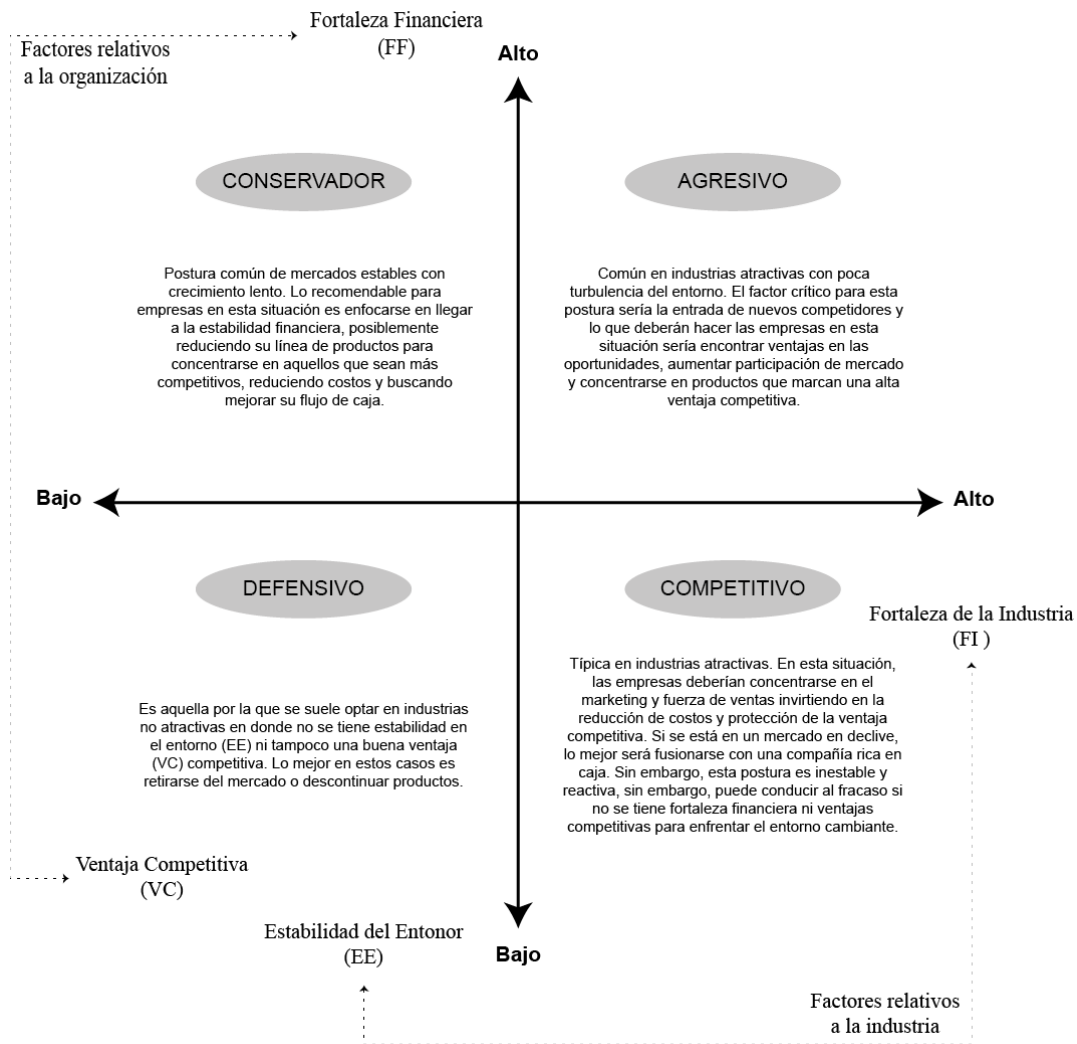 Fortaleza Financiera
(FF)
Factores relativos
a la organización
Alto
CONSERVADOR
AGRESIVO
Postura común de mercados estables con
crecimiento lento. Lo recomendable para
empresas en esta situación es enfocarse en llegar
a la estabilidad financiera, posiblemente
reduciendo su línea de productos para
concentrarse en aquellos que sean más
competitivos, reduciendo costos y buscando
mejorar su flujo de caja.
Común en industrias atractivas con poca
turbulencia del entorno. El factor crítico para esta
postura sería la entrada de nuevos competidores y
lo que deberán hacer las empresas en esta
situación sería encontrar ventajas en las
oportunidades, aumentar participación de mercado
y concentrarse en productos que marcan una alta
ventaja competitiva.
Bajo
Alto
DEFENSIVO
COMPETITIVO
Fortaleza de la Industria
(FI )
Es aquella por la que se suele optar en industrias
no atractivas en donde no se tiene estabilidad en
el entorno (EE) ni tampoco una buena ventaja
(VC) competitiva. Lo mejor en estos casos es
retirarse del mercado o descontinuar productos.
Típica en industrias atractivas. En esta situación,
las empresas deberían concentrarse en el
marketing y fuerza de ventas invirtiendo en la
reducción de costos y protección de la ventaja
competitiva. Si se está en un mercado en declive,
lo mejor será fusionarse con una compañía rica en
caja. Sin embargo, esta postura es inestable y
reactiva, sin embargo, puede conducir al fracaso si
no se tiene fortaleza financiera ni ventajas
competitivas para enfrentar el entorno cambiante.
Ventaja Competitiva
(VC)
Estabilidad del Entonor
(EE)
Bajo
Factores relativos
a la industria